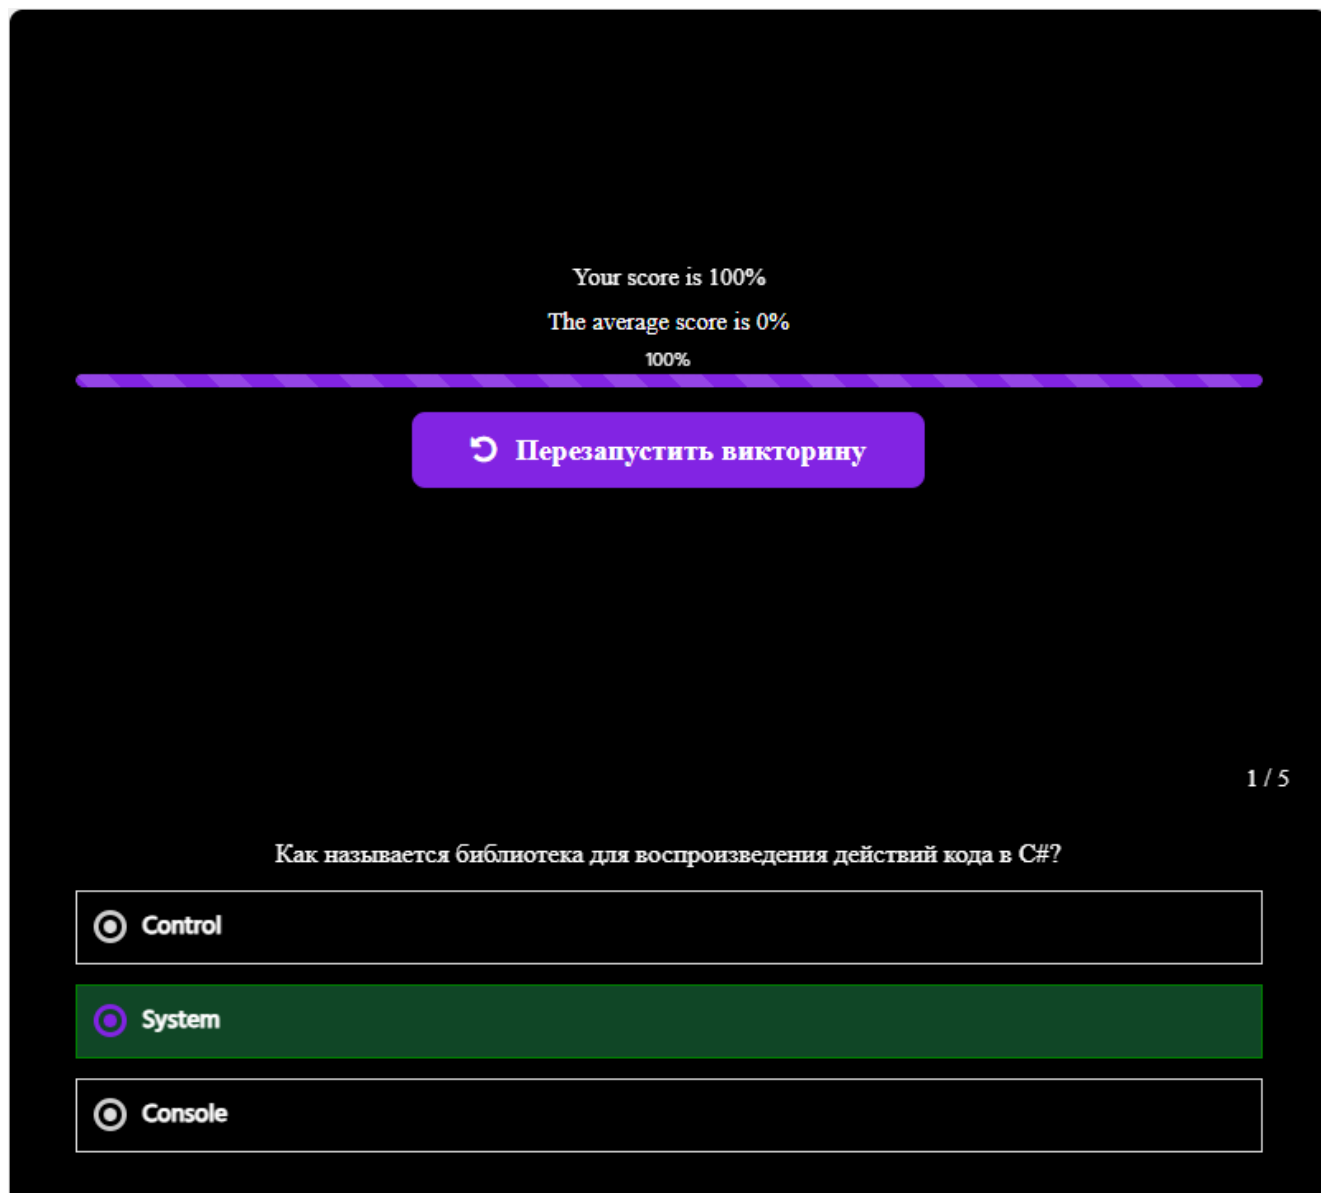 Your score is 100%
The average score is 0%
100%
Перезапустить викторину
1 / 5
Как называется библиотека для воспроизведения действий кода в C#?
Control
System
Console